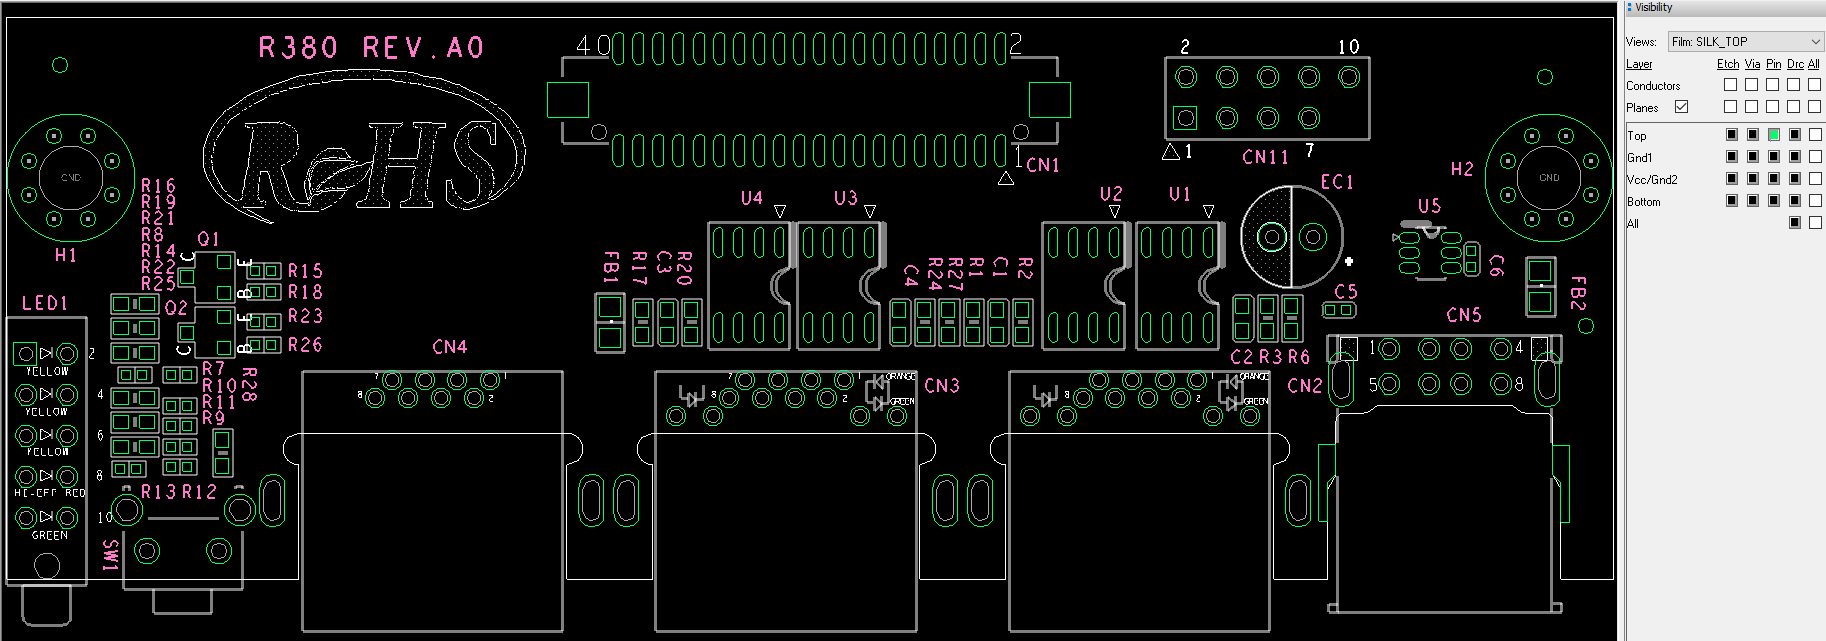 R380 REV.A0
RoHS
40
2
1
CN1
2
10
1
7
CN11
GND
H1
GND
H2
R16
R19
R21
R8
R14
R22
R25
Q1
C
E
B
R15
R18
Q2
E
C
B
R23
R26
LED1
2
YELLOW
4
YELLOW
6
YELLOW
8
HI-EFF RED
10
GREEN
R7
R10
R11
R9
R28
R13
R12
SW1
CN4
7
1
8
2
FB1
R17
C3
R20
U4
U3
C4
R24
R27
R1
C1
R2
U2
U1
EC1
U5
C6
FB2
C5
C2
R3
R6
CN3
7
1
8
2
ORANGE
GREEN
CN2
7
1
8
2
ORANGE
GREEN
CN5
1
4
5
8
Visibility
Views: Film: SILK_TOP
Layer Etch Via Pin Drc All
Conductors
Planes
Top
Gnd1
Vcc/Gnd2
Bottom
All